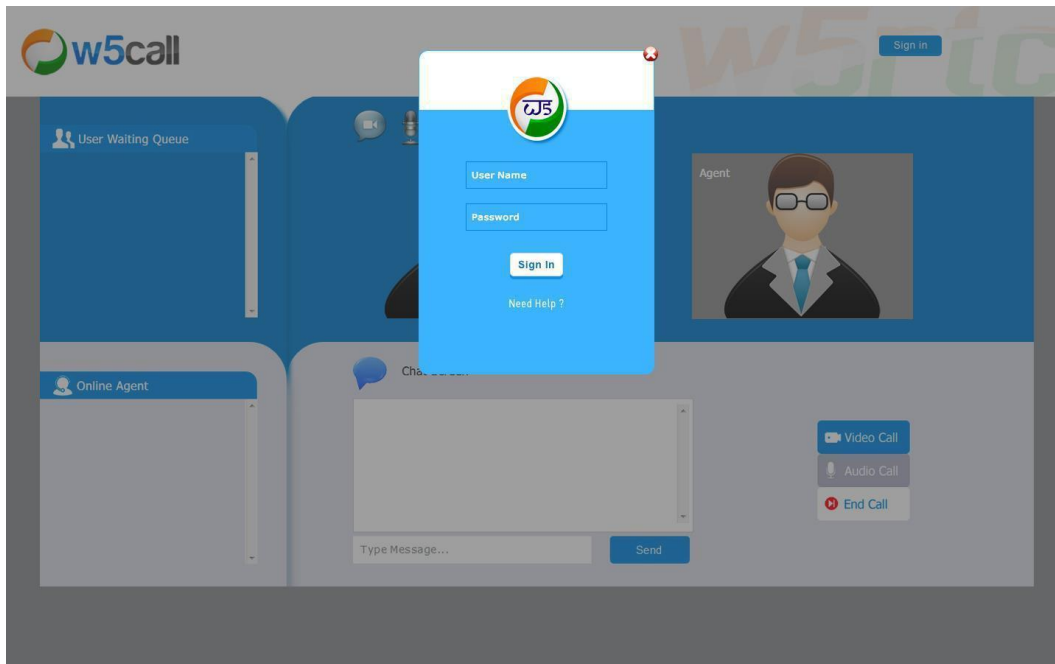 w5call
w5rtc
Sign in
User Waiting Queue
Agent
User Name
Password
Sign In
Need Help ?
Online Agent
Video Call
Audio Call
End Call
Type Message...
Send